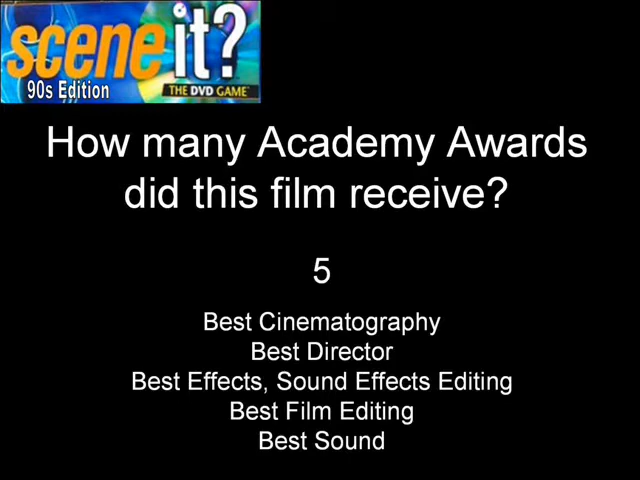 scene it?
90s Edition
THE DVD GAME
How many Academy Awards
did this film receive?
5
Best Cinematography
Best Director
Best Effects, Sound Effects Editing
Best Film Editing
Best Sound